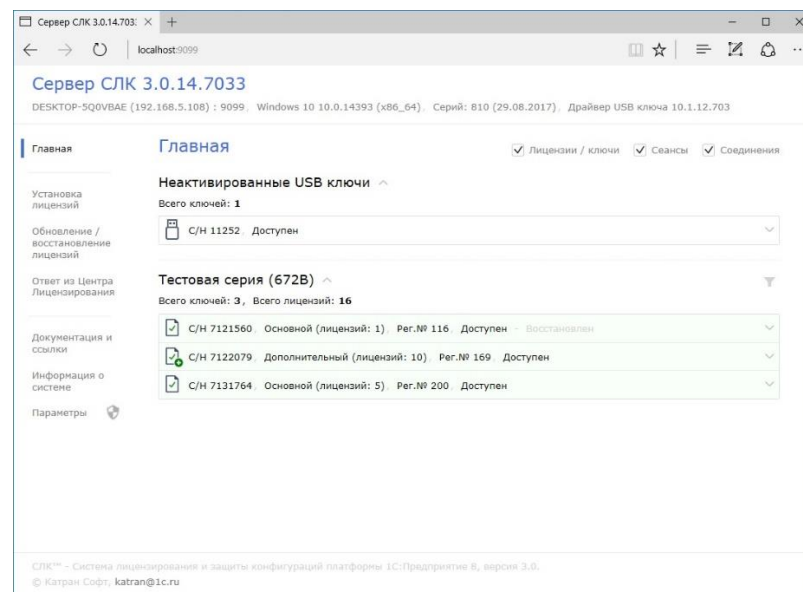 Сервер СЛК 3.0.14.703:
localhost:9099
Сервер СЛК 3.0.14.7033
DESKTOP-5Q0VBAE (192.168.5.108) : 9099, Windows 10 10.0.14393 (x86_64), Серий: 810 (29.08.2017), Драйвер USB ключа 10.1.12.703
Главная
Установка
лицензий
Обновление /
восстановление
лицензий
Ответ из Центра
Лицензирования
Документация и
ссылки
Информация о
системе
Параметры
Главная
Лицензии / ключи Сеансы Соединения
Неактивированные USB ключи
Всего ключей: 1
С/Н 11252, Доступен
Тестовая серия (672B)
Всего ключей: 3, Всего лицензий: 16
С/Н 7121560, Основной (лицензий: 1), Рег.№ 116, Доступен - Восстановлен
С/Н 7122079, Дополнительный (лицензий: 10), Рег.№ 169, Доступен
С/Н 7131764, Основной (лицензий: 5), Рег.№ 200, Доступен
СЛК™ - Система лицензирования и защиты конфигураций платформы 1С:Предприятие 8, версия 3.0.
© Катран Софт, katran@1c.ru